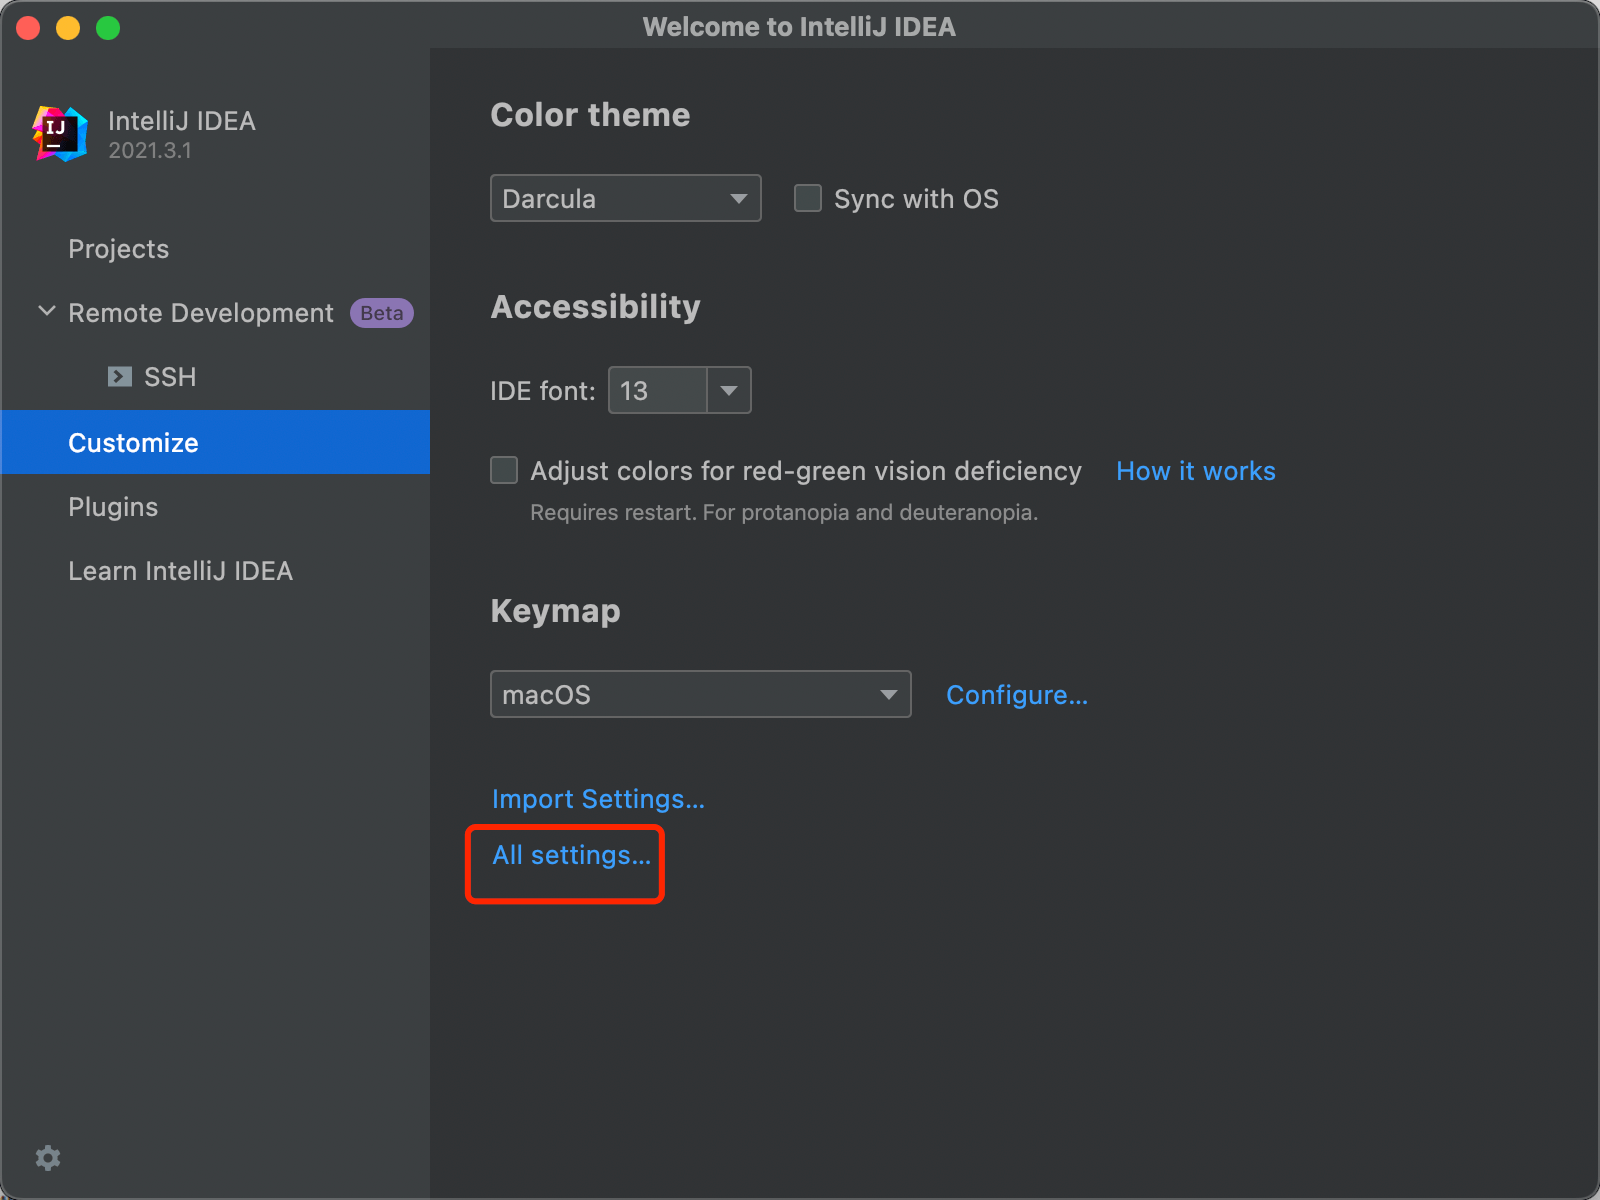 Welcome to IntelliJ IDEA
IJ
IntelliJ IDEA
2021.3.1
Projects
Remote Development Beta
SSH
Customize
Plugins
Learn IntelliJ IDEA
Color theme
Darcula
Sync with OS
Accessibility
IDE font: 13
Adjust colors for red-green vision deficiency How it works
Requires restart. For protanopia and deuteranopia.
Keymap
macOS
Configure...
Import Settings...
All settings...